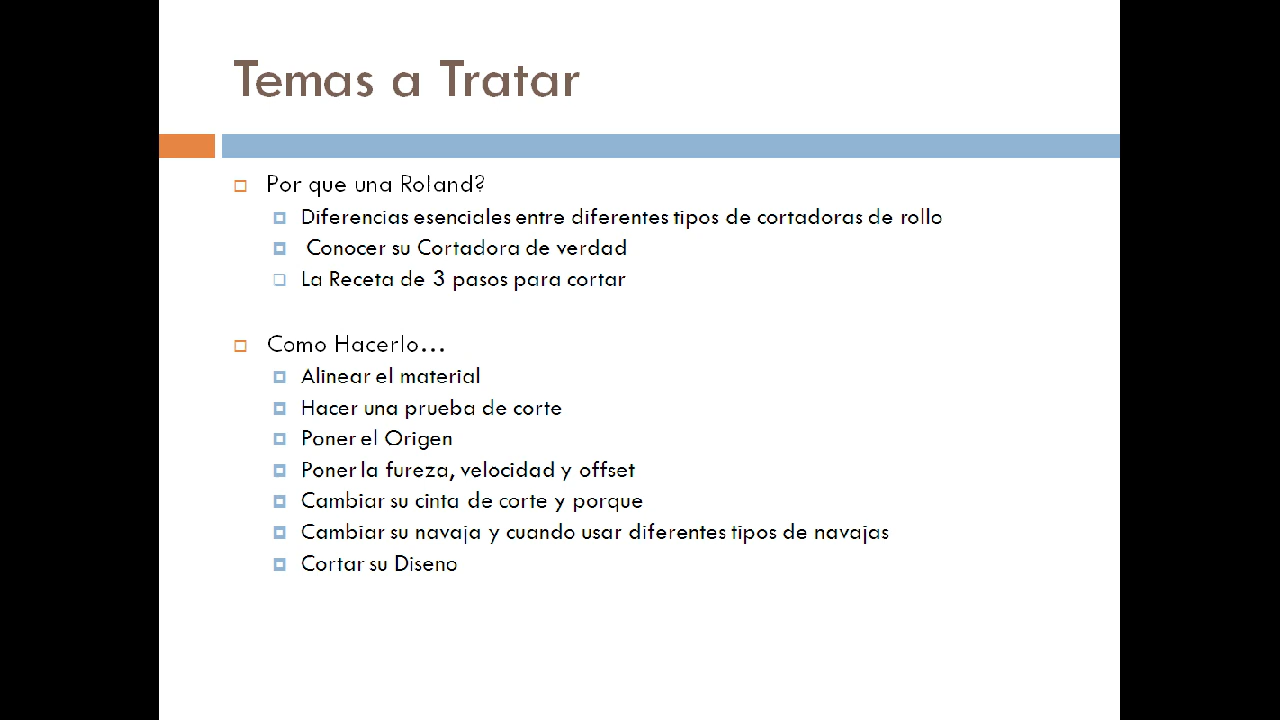 Temas a Tratar
Por que una Roland?
Diferencias esenciales entre diferentes tipos de cortadoras de rollo
Conocer su Cortadora de verdad
La Receta de 3 pasos para cortar
Como Hacerlo...
Alinear el material
Hacer una prueba de corte
Poner el Origen
Poner la fureza, velocidad y offset
Cambiar su cinta de corte y porque
Cambiar su navaja y cuando usar diferentes tipos de navajas
Cortar su Diseno